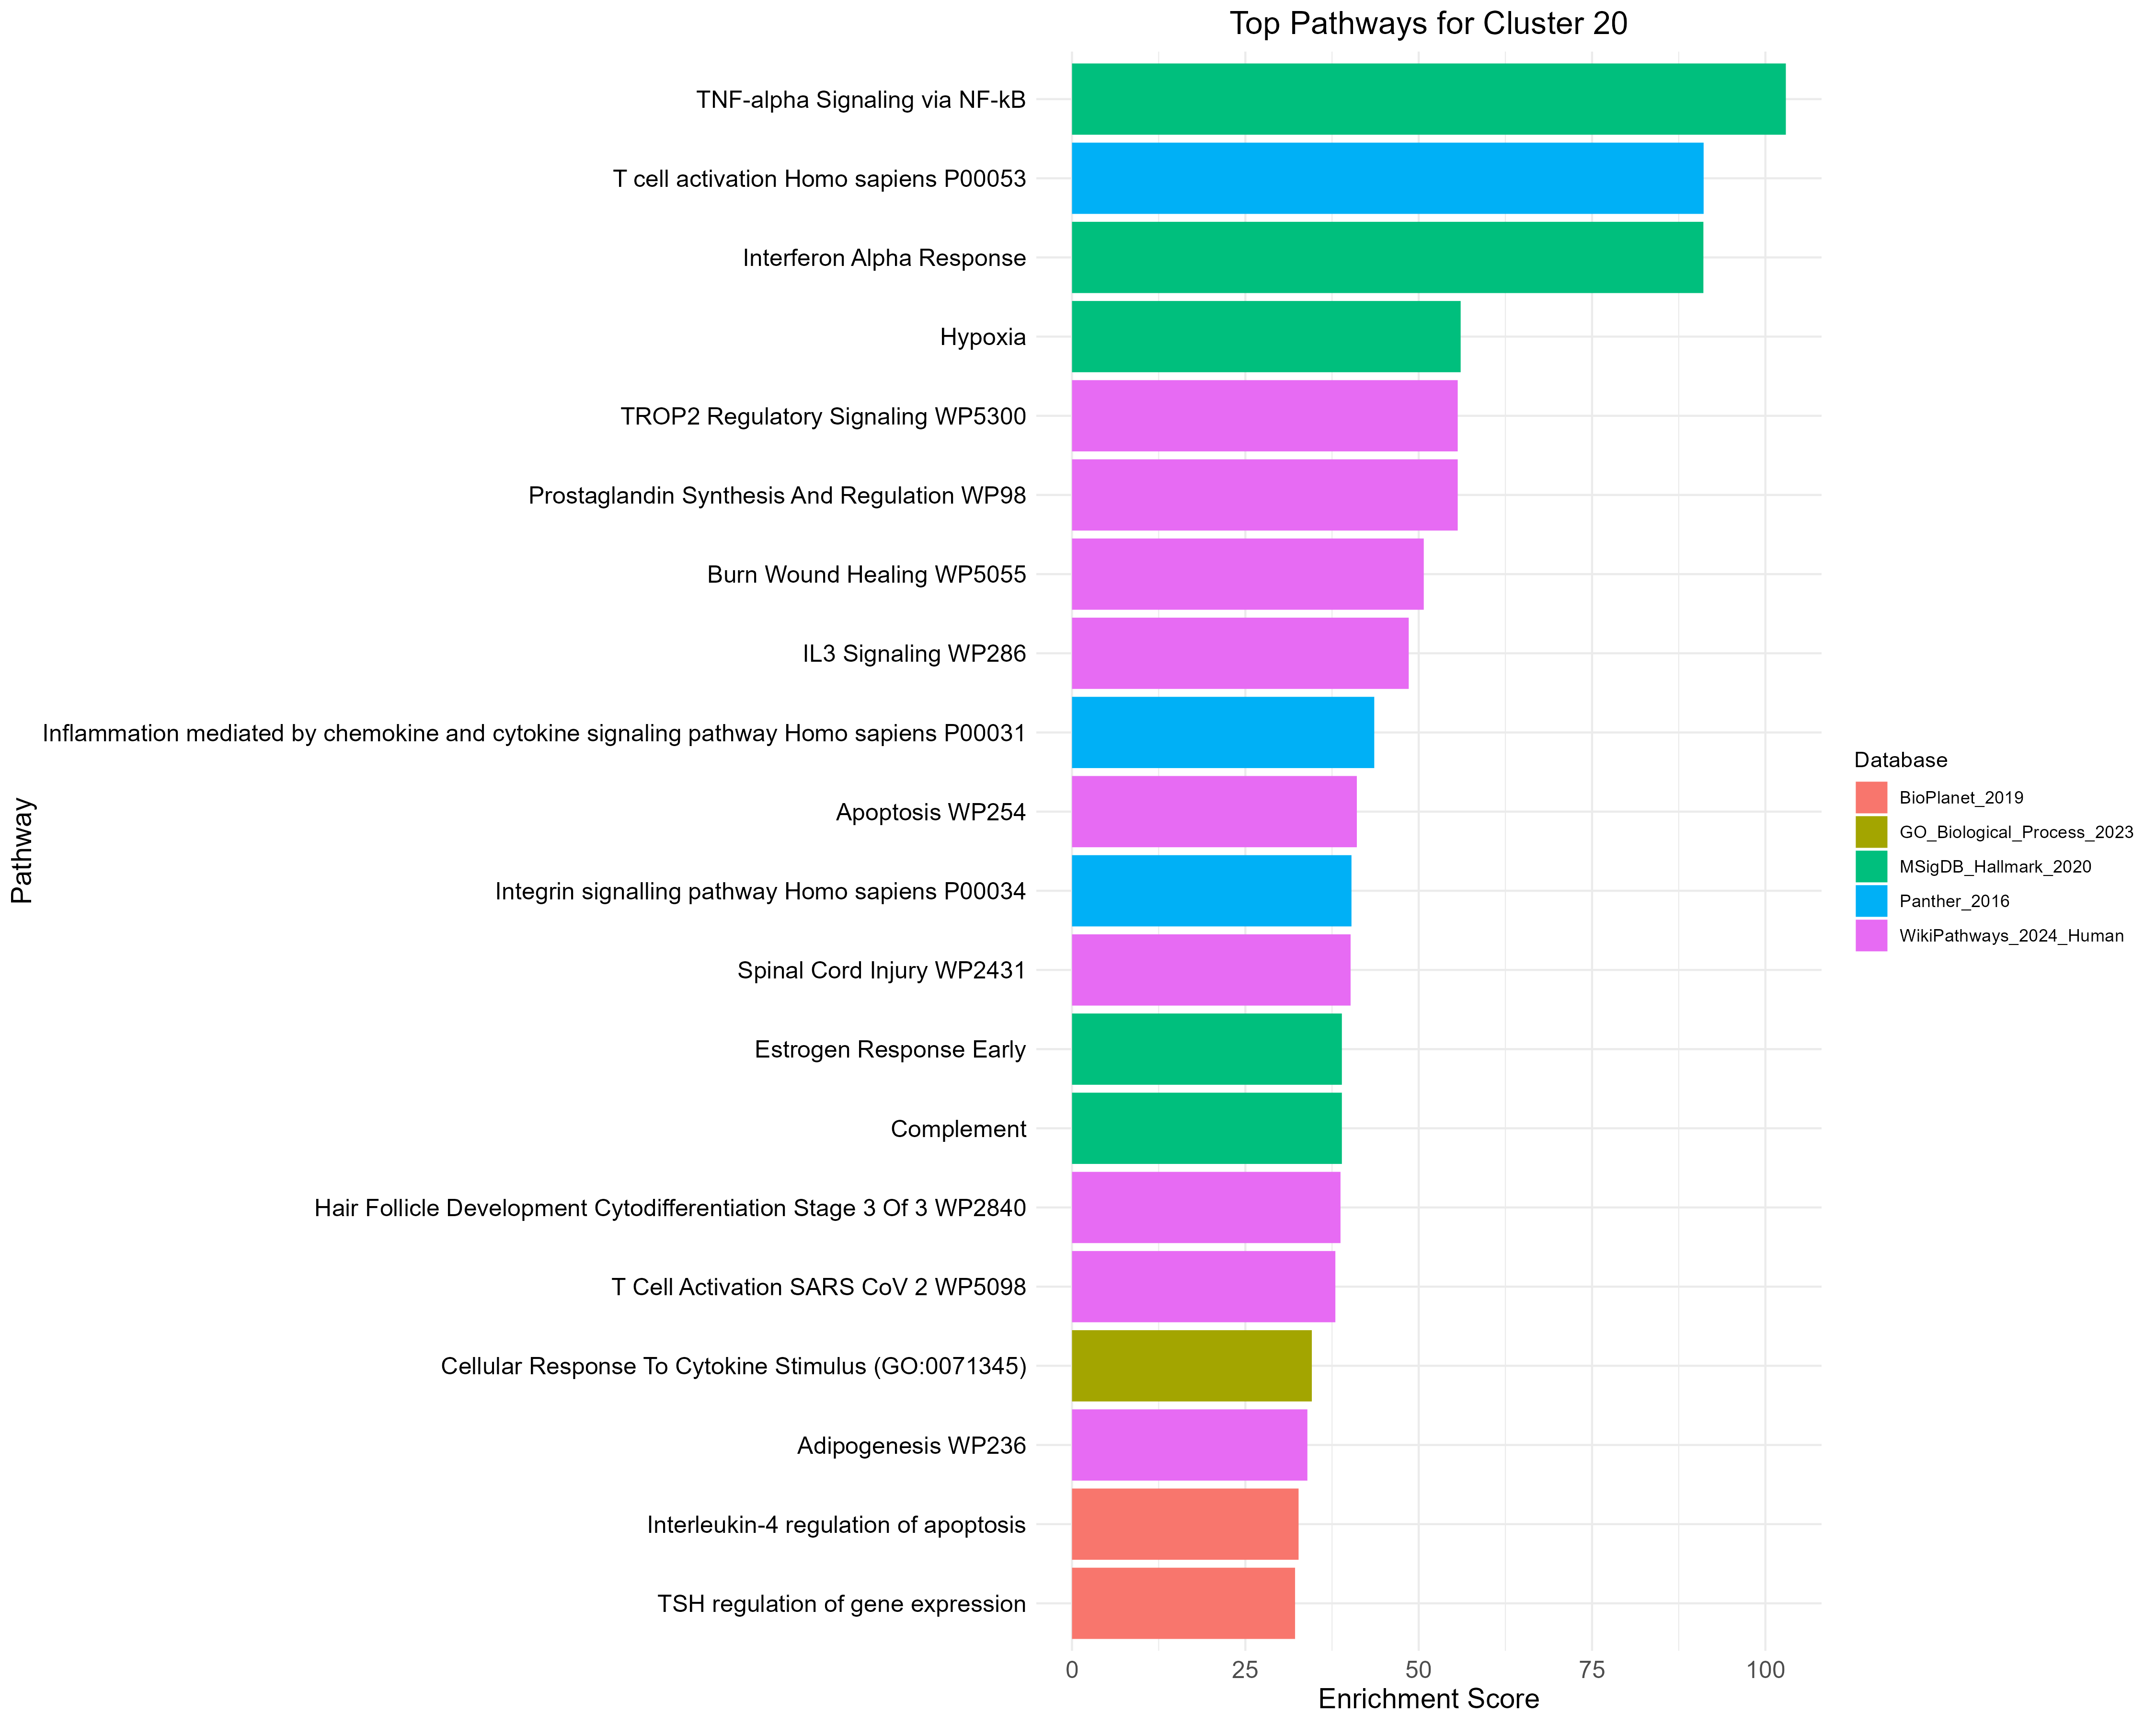 Top Pathways for Cluster 20
TNF-alpha Signaling via NF-kB
T cell activation Homo sapiens P00053
Interferon Alpha Response
Hypoxia
TROP2 Regulatory Signaling WP5300
Prostaglandin Synthesis And Regulation WP98
Burn Wound Healing WP5055
IL3 Signaling WP286
Inflammation mediated by chemokine and cytokine signaling pathway Homo sapiens P00031
Apoptosis WP254
Integrin signalling pathway Homo sapiens P00034
Spinal Cord Injury WP2431
Estrogen Response Early
Complement
Hair Follicle Development Cytodifferentiation Stage 3 Of 3 WP2840
T Cell Activation SARS CoV 2 WP5098
Cellular Response To Cytokine Stimulus (GO:0071345)
Adipogenesis WP236
Interleukin-4 regulation of apoptosis
TSH regulation of gene expression
Pathway
0 25 50 75 100
Enrichment Score
Database
BioPlanet_2019
GO_Biological_Process_2023
MSigDB_Hallmark_2020
Panther_2016
WikiPathways_2024_Human